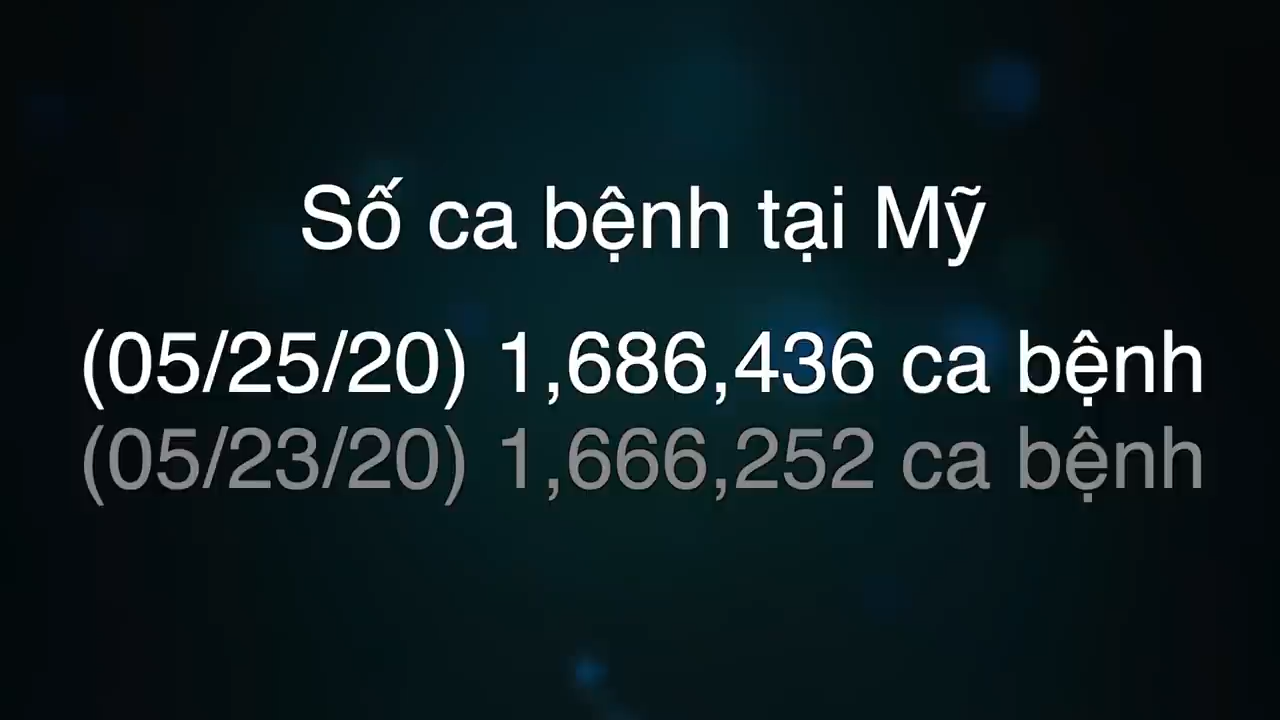 Số ca bệnh tại Mỹ
(05/25/20) 1,686,436 ca bệnh
(05/23/20) 1,666,252 ca bệnh